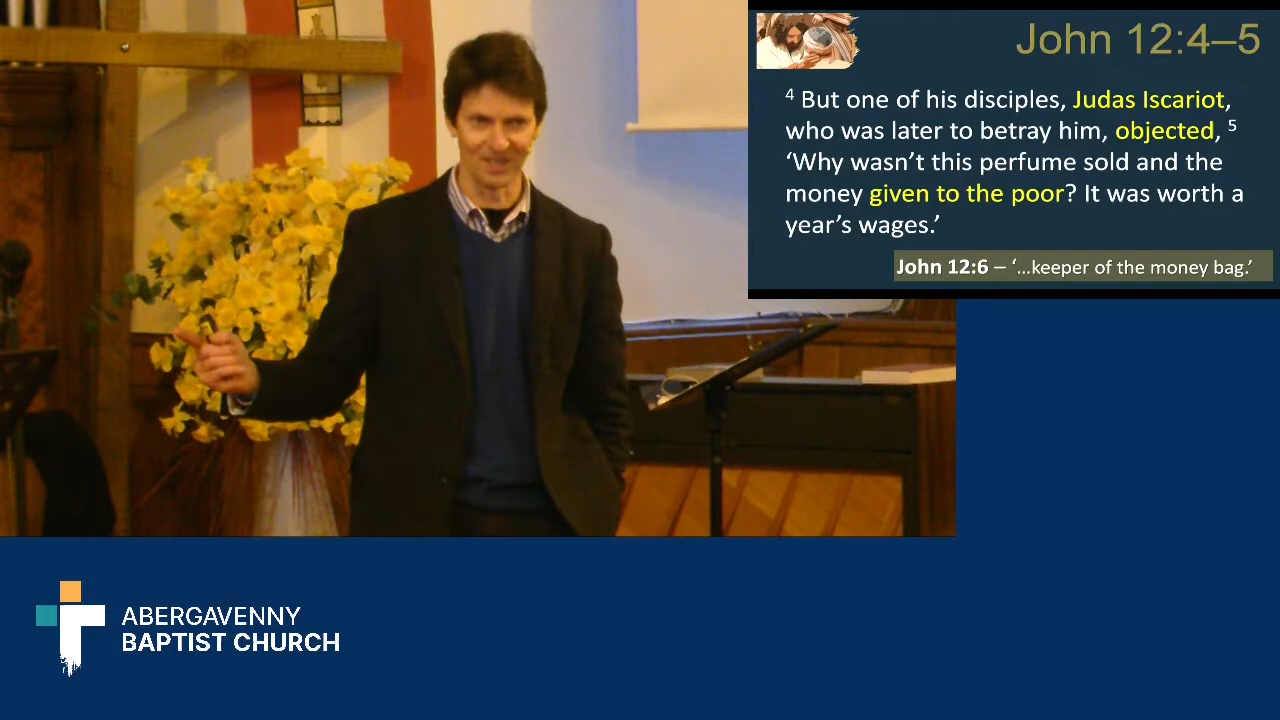 John 12:4–5
4 But one of his disciples, Judas Iscariot,
who was later to betray him, objected, 5
‘Why wasn’t this perfume sold and the
money given to the poor? It was worth a
year’s wages.’
John 12:6 – ‘…keeper of the money bag.’
ABERGAVENNY
BAPTIST CHURCH